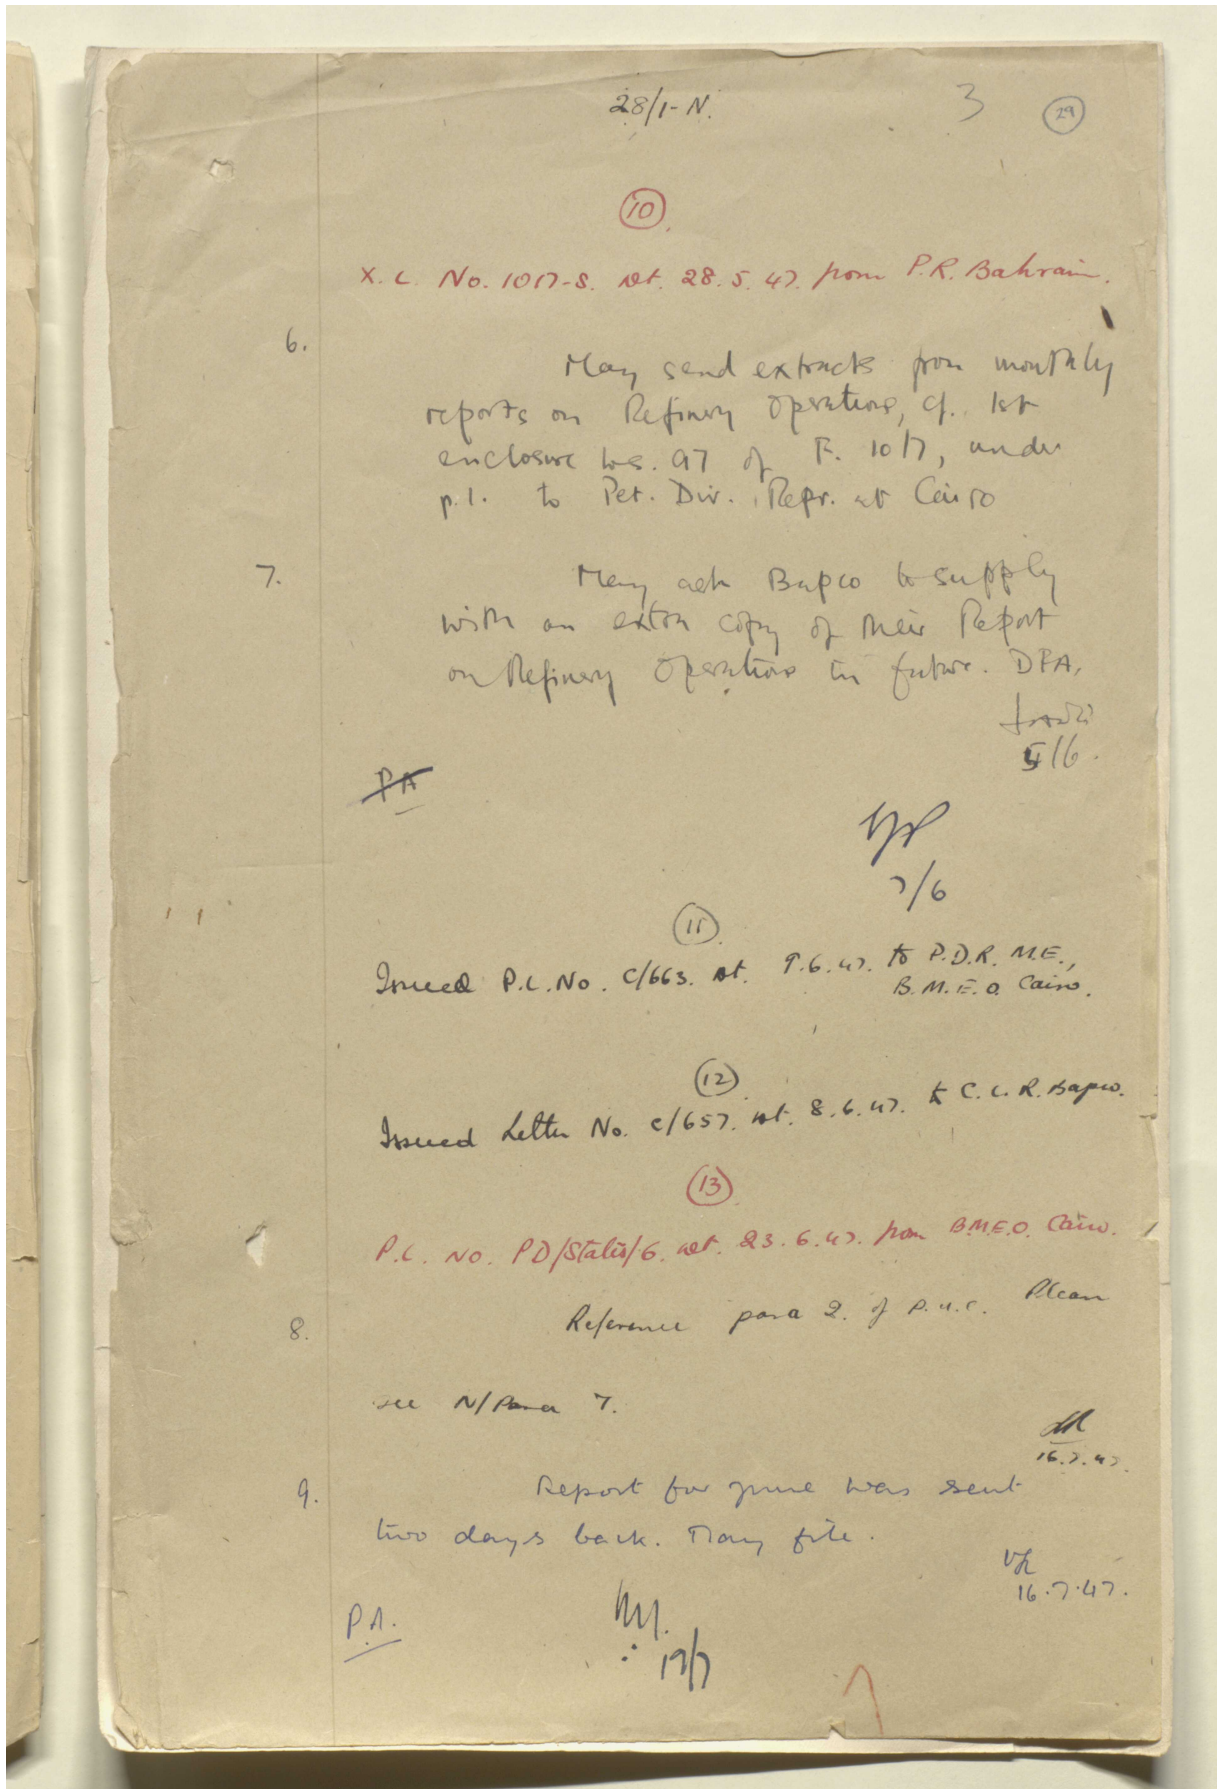 28/1-N.
3
29
10
X. L. No. 1017-S. dt. 28.5.47. from P.R. Bahrain.
6.
May send extracts from monthly
reports on Refinery Operations, cf. 1st
enclosure to s. 97 of F. 10/7, under
p.l. to Pet. Div. Repr. at Cairo
7.
May ask Bapco to supply
with an extra copy of their Report
on Refinery Operations in future. DFA.
5/6.
PA
7/6
11
Issued P.L. No. C/663. dt. 9.6.47. to P.D.R. M.E.,
B.M.E.O. Cairo.
12
Issued Letter No. C/657. dt. 8.6.47. to C.L.R. Bapco.
13
P.L. No. PD/Statis/6. dt. 23.6.47. from B.M.E.O. Cairo.
8.
Reference para 2. of P.U.C. Please
see N/Para 7.
16.7.47.
9.
Report for June was sent
two days back. May file.
16.7.47.
P.A.
17/7